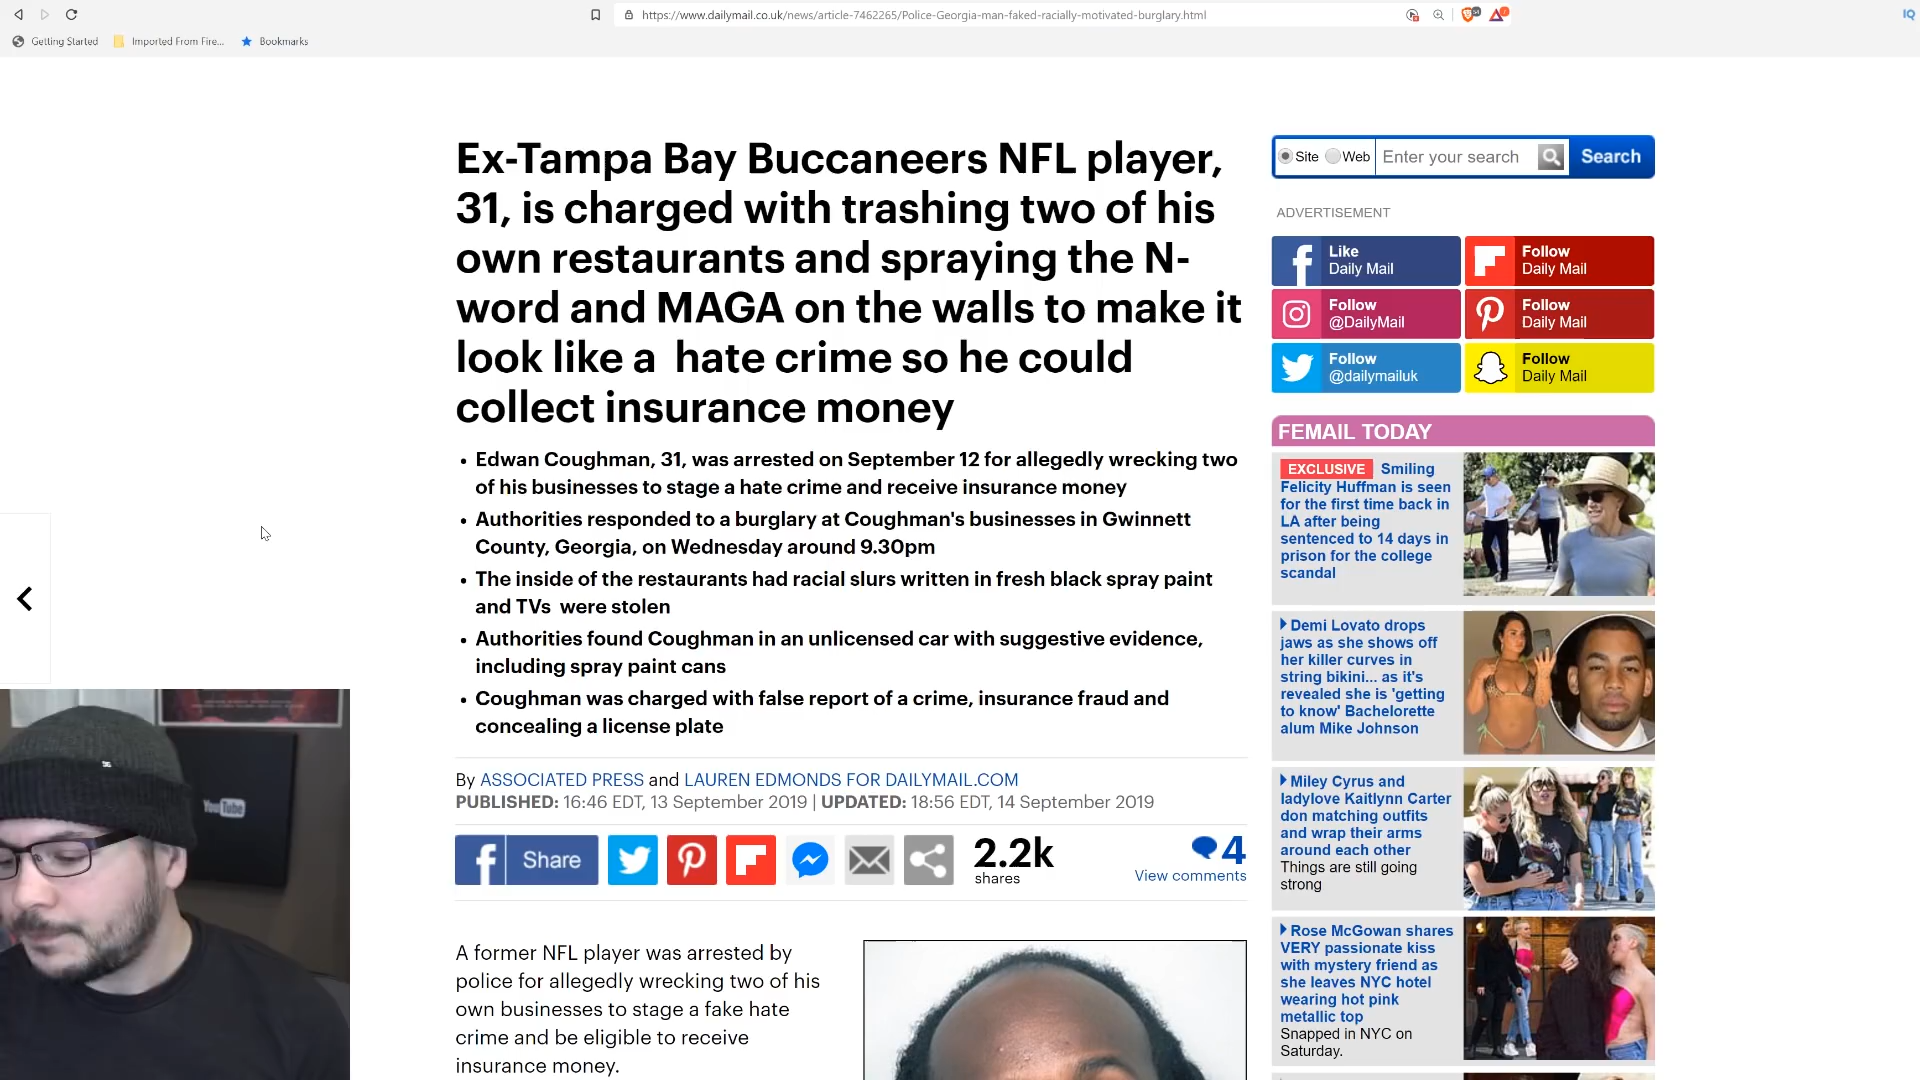 https://www.dailymail.co.uk/news/article-7462265/Police-Georgia-man-faked-racially-motivated-burglary.html
IQ
Getting Started
Imported From Fire...
Bookmarks
Ex-Tampa Bay Buccaneers NFL player,
31, is charged with trashing two of his
own restaurants and spraying the N-
word and MAGA on the walls to make it
look like a hate crime so he could
collect insurance money
• Edwan Coughman, 31, was arrested on September 12 for allegedly wrecking two
of his businesses to stage a hate crime and receive insurance money
• Authorities responded to a burglary at Coughman's businesses in Gwinnett
County, Georgia, on Wednesday around 9.30pm
• The inside of the restaurants had racial slurs written in fresh black spray paint
and TVs were stolen
• Authorities found Coughman in an unlicensed car with suggestive evidence,
including spray paint cans
• Coughman was charged with false report of a crime, insurance fraud and
concealing a license plate
By ASSOCIATED PRESS and LAUREN EDMONDS FOR DAILYMAIL.COM
PUBLISHED: 16:46 EDT, 13 September 2019 | UPDATED: 18:56 EDT, 14 September 2019
Share
2.2k
shares
4
View comments
A former NFL player was arrested by
police for allegedly wrecking two of his
own businesses to stage a fake hate
crime and be eligible to receive
insurance money.
Site Web Enter your search Search
ADVERTISEMENT
Like
Daily Mail
Follow
Daily Mail
Follow
@DailyMail
Follow
Daily Mail
Follow
@dailymailuk
Follow
Daily Mail
FEMAIL TODAY
EXCLUSIVE Smiling
Felicity Huffman is seen
for the first time back in
LA after being
sentenced to 14 days in
prison for the college
scandal
Demi Lovato drops
jaws as she shows off
her killer curves in
string bikini... as it's
revealed she is 'getting
to know' Bachelorette
alum Mike Johnson
Miley Cyrus and
ladylove Kaitlynn Carter
don matching outfits
and wrap their arms
around each other
Things are still going
strong
Rose McGowan shares
VERY passionate kiss
with mystery friend as
she leaves NYC hotel
wearing hot pink
metallic top
Snapped in NYC on
Saturday.
YouTube